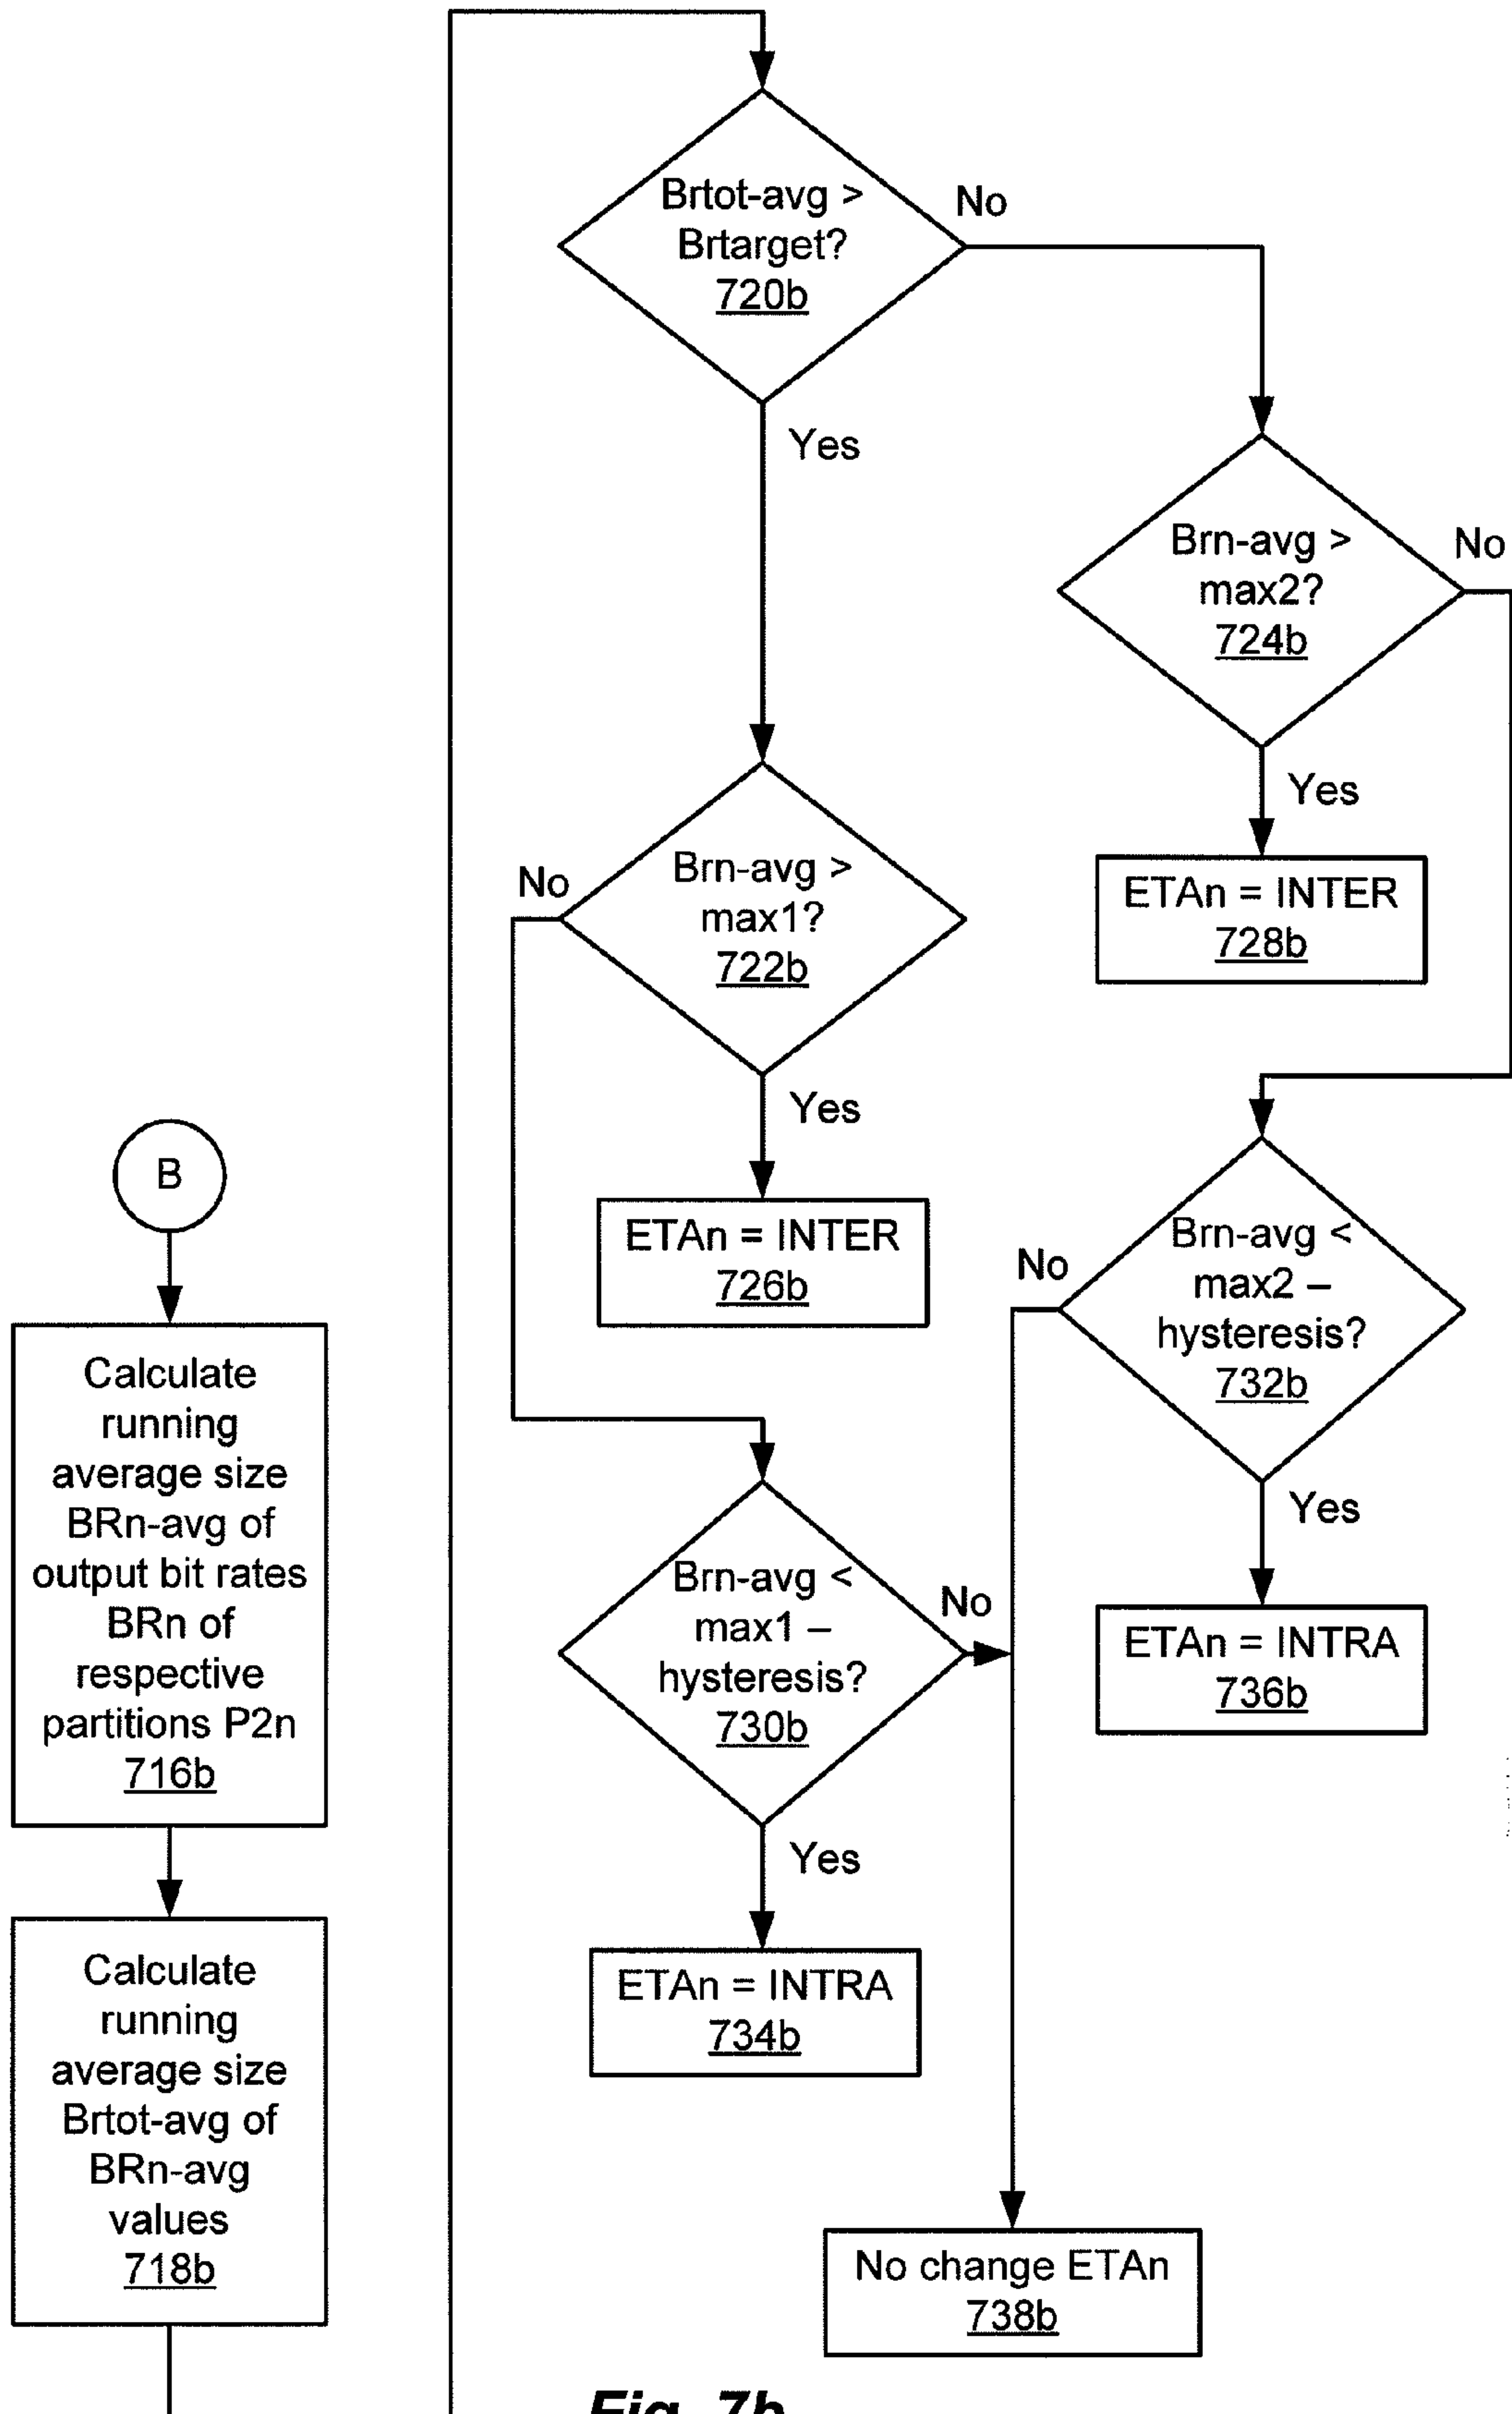 B
Calculate
running
average size
BRn-avg of
output bit rates
BRn of
respective
partitions P2n
716b
Calculate
running
average size
Brtot-avg of
BRn-avg
values
718b
Brtot-avg >
Brtarget?
720b
No
Yes
Brn-avg >
max2?
724b
No
Yes
ETAn = INTER
728b
Brn-avg >
max1?
722b
No
Yes
ETAn = INTER
726b
Brn-avg <
max2 –
hysteresis?
732b
No
Yes
ETAn = INTRA
736b
Brn-avg <
max1 –
hysteresis?
730b
No
Yes
ETAn = INTRA
734b
No change ETAn
738b
Fig. 7b